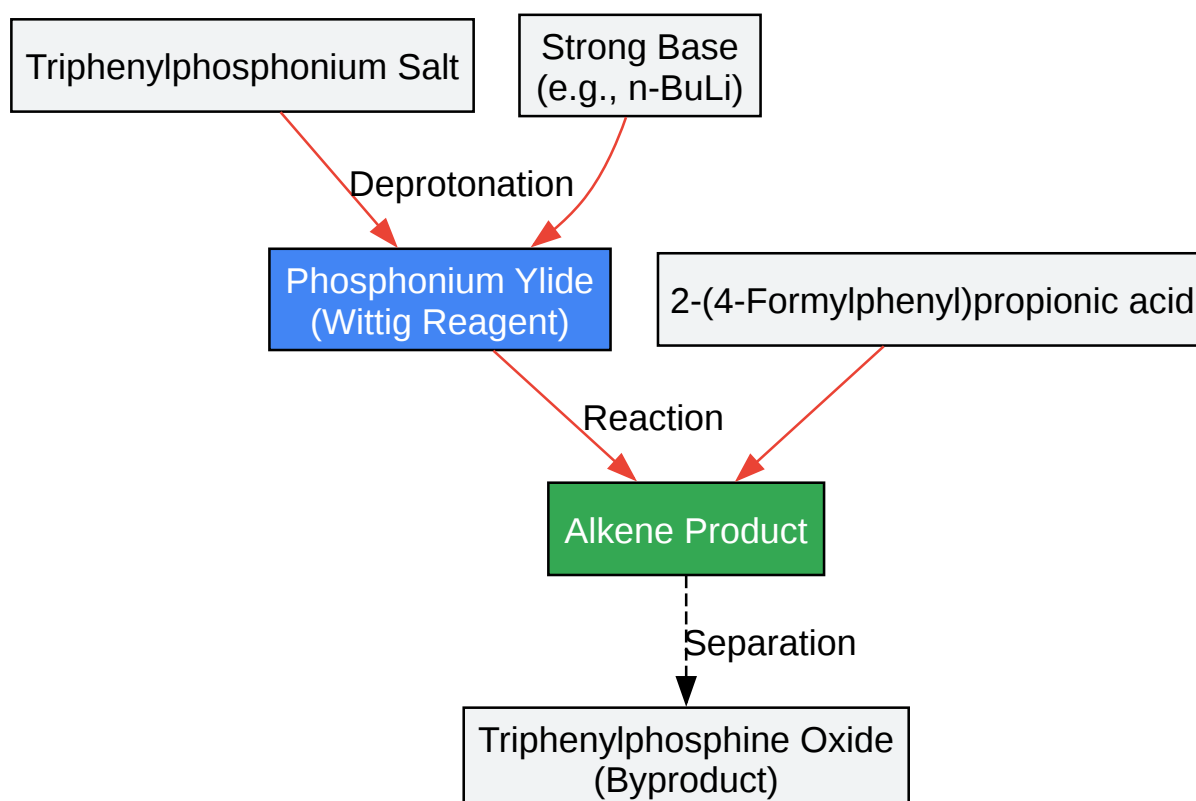 Triphenylphosphonium Salt
Strong Base
(e.g., n-BuLi)
Deprotonation
Phosphonium Ylide
(Wittig Reagent)
2-(4-Formylphenyl)propionic acid
Reaction
Alkene Product
Separation
Triphenylphosphine Oxide
(Byproduct)